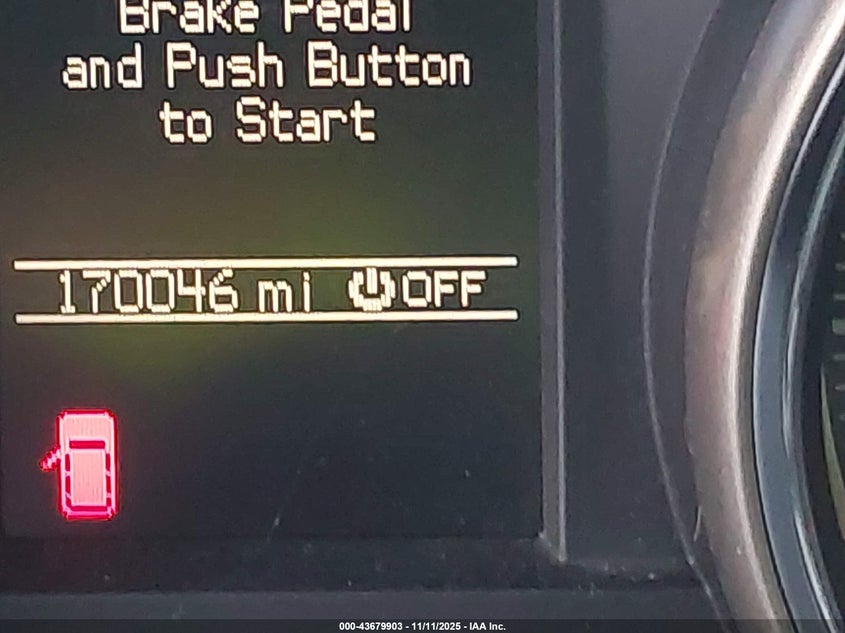 Brake Pedal
and Push Button
to Start
170046 mi OFF
000-43679903 - 11/11/2025 - IAA Inc.